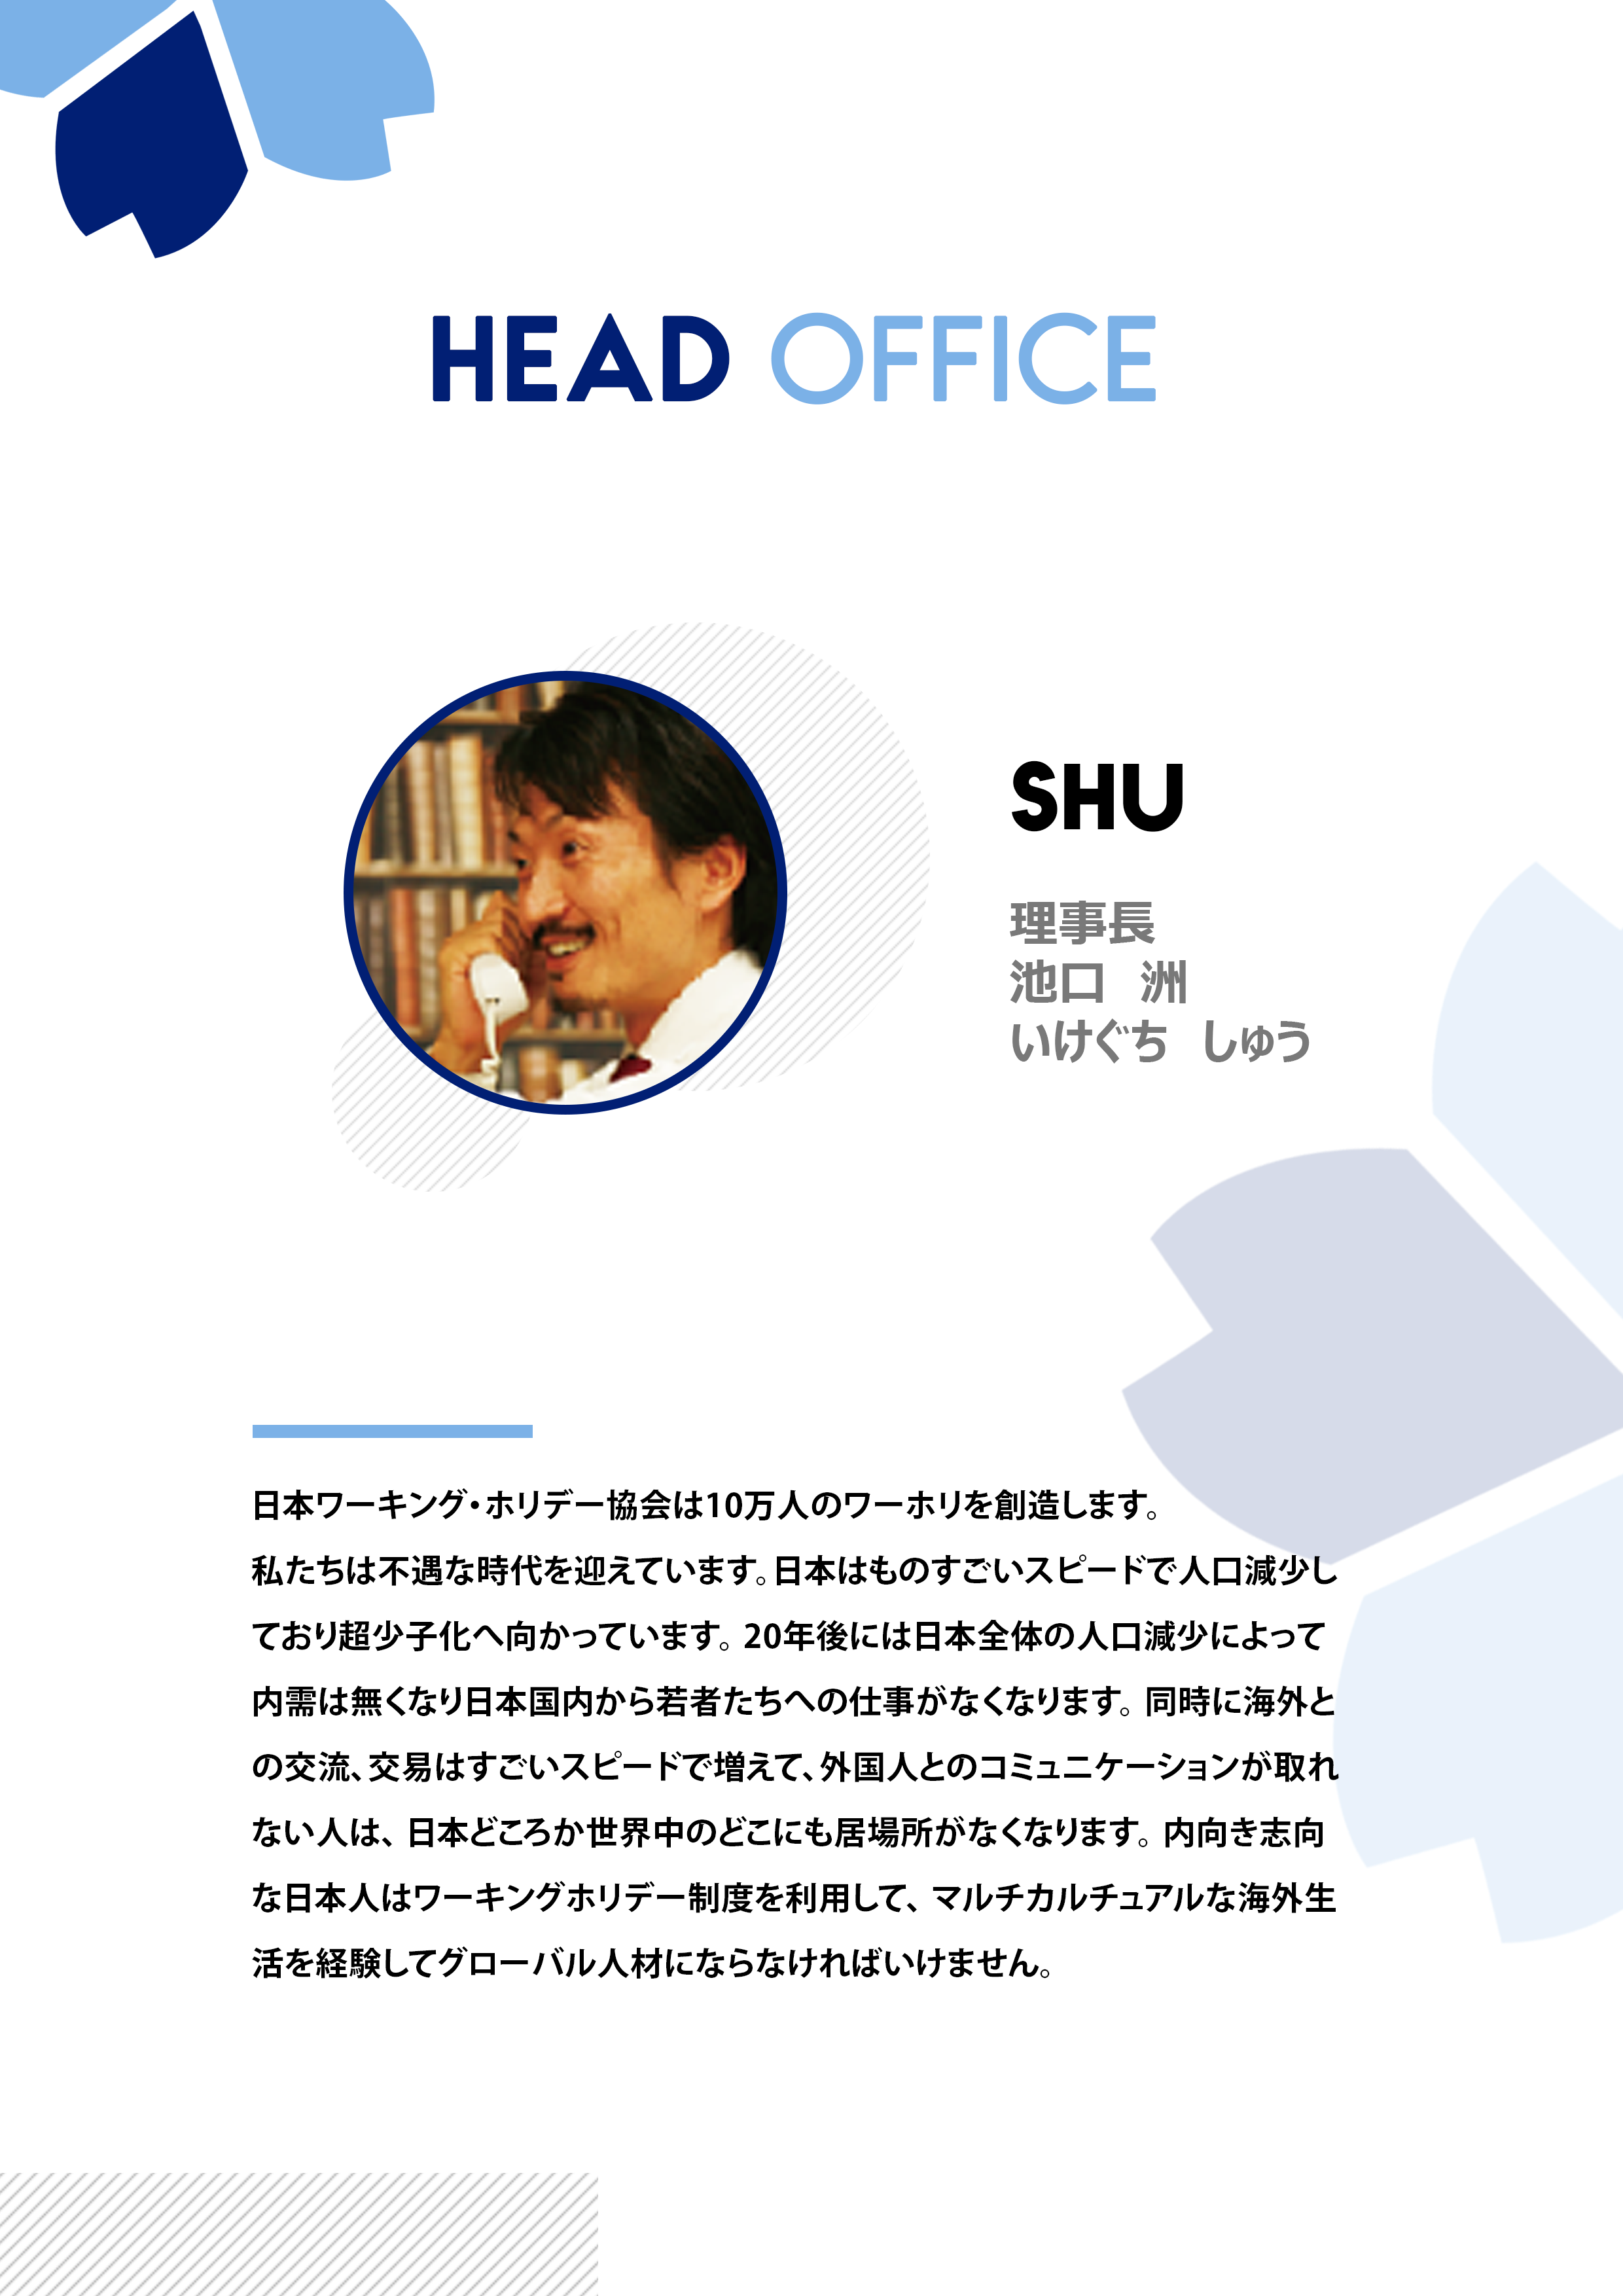 HEAD OFFICE
SHU
理事長
池口 洲
いけぐち しゅう
日本ワーキング・ホリデー協会は10万人のワーホリを創造します。
私たちは不遇な時代を迎えています。日本はものすごいスピードで人口減少し
ており超少子化へ向かっています。20年後には日本全体の人口減少によって
内需は無くなり日本国内から若者たちへの仕事がなくなります。同時に海外と
の交流、交易はすごいスピードで増えて、外国人とのコミュニケーションが取れ
ない人は、日本どころか世界中のどこにも居場所がなくなります。内向き志向
な日本人はワーキングホリデー制度を利用して、マルチカルチュアルな海外生
活を経験してグローバル人材にならなければいけません。